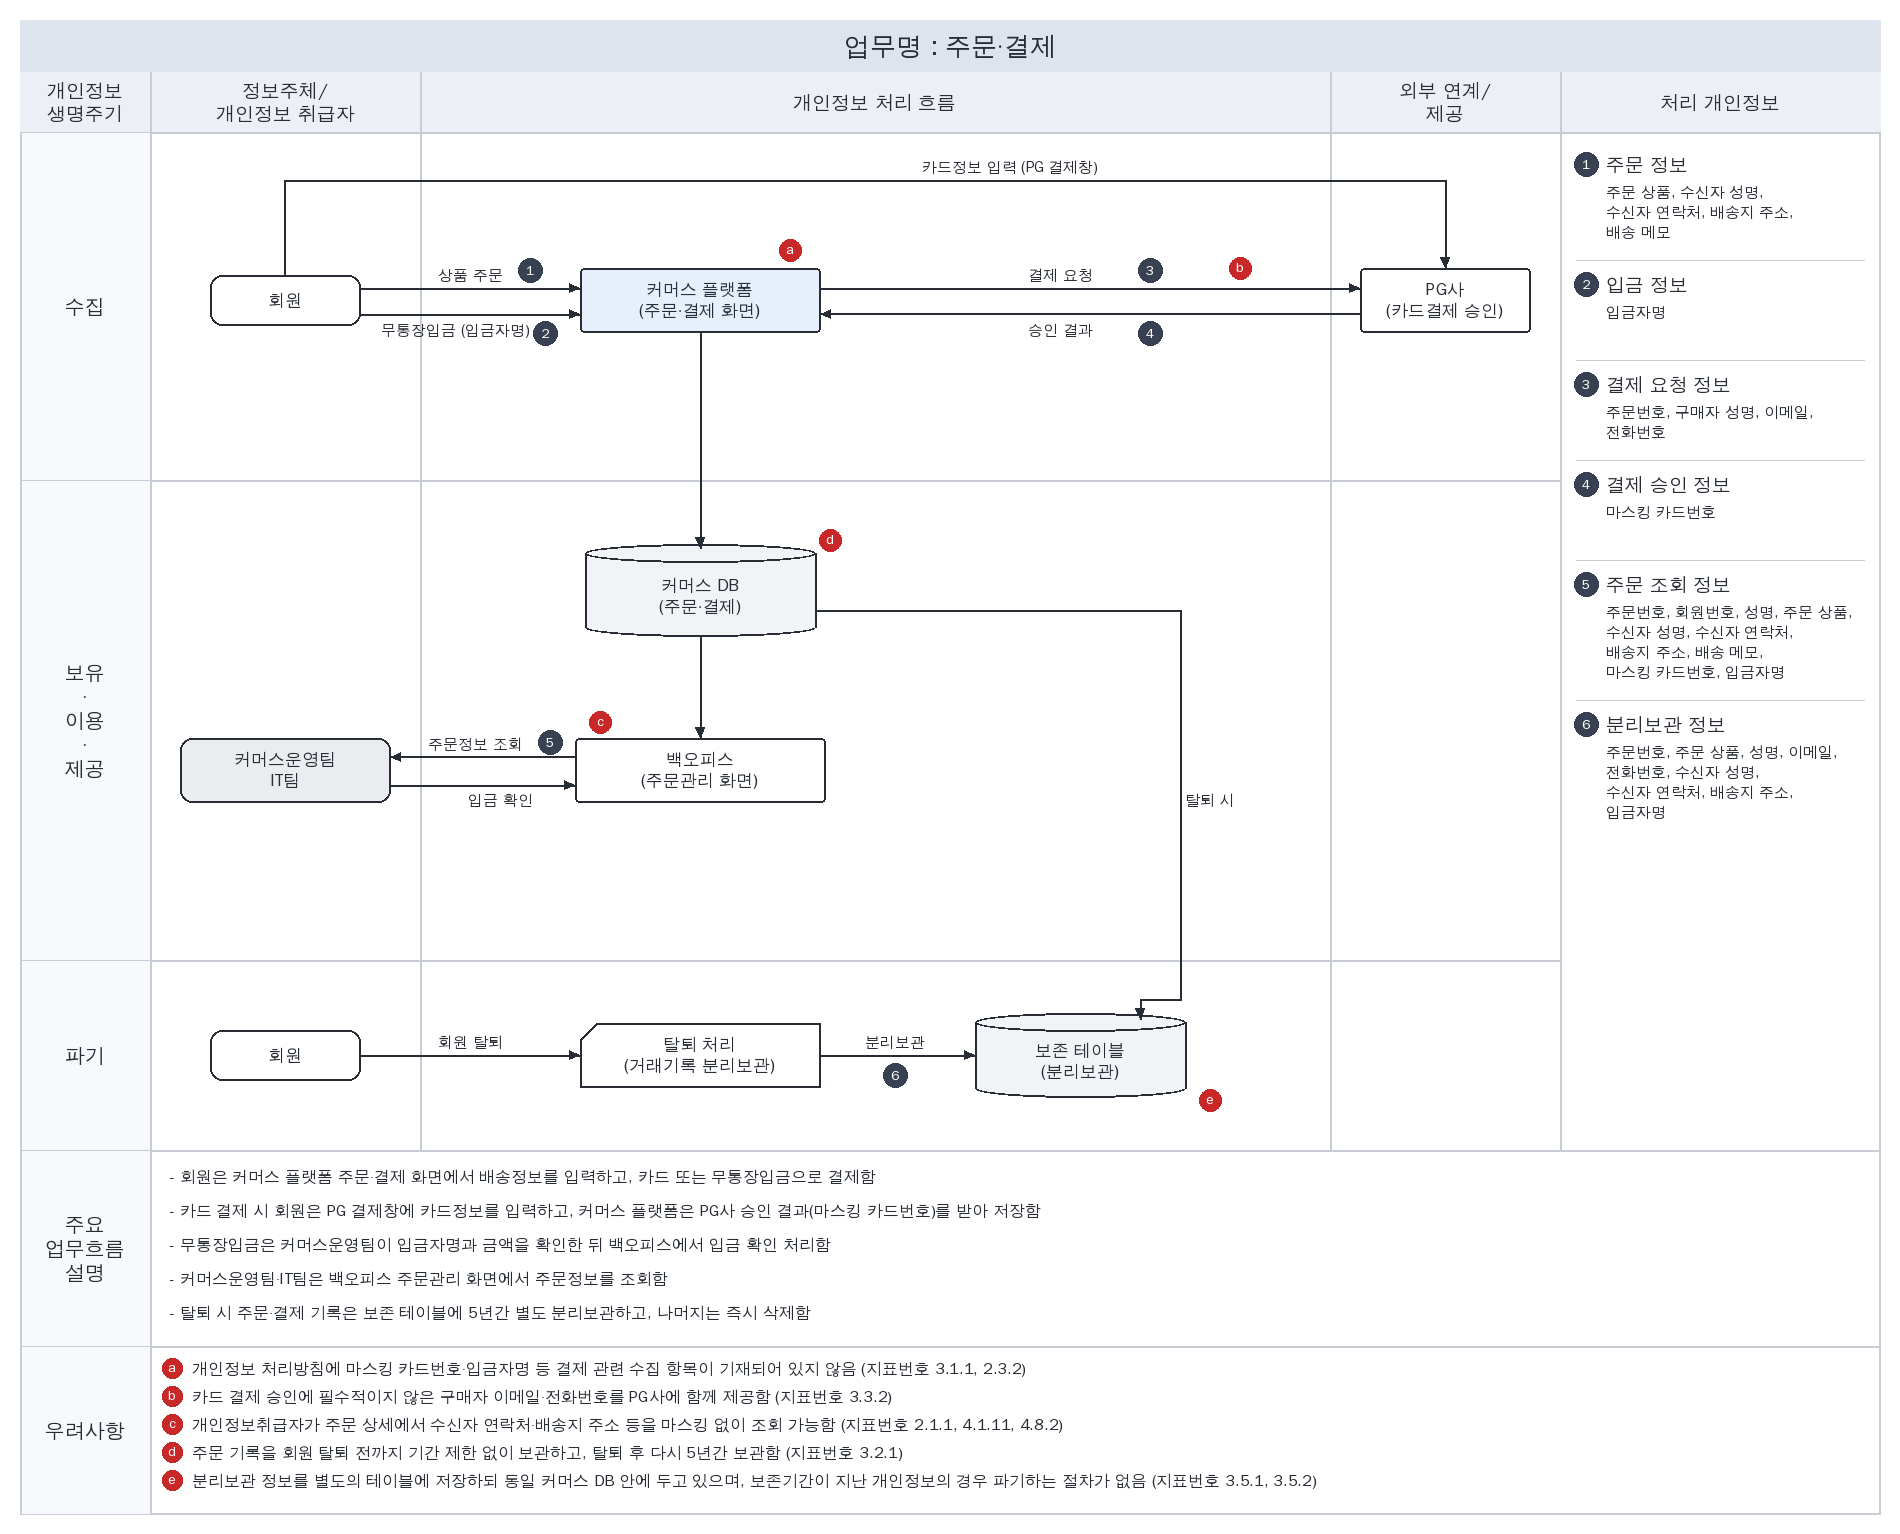 업무명 : 주문·결제
개인정보
생명주기
정보주체/
개인정보 취급자
개인정보 처리 흐름
외부 연계/
제공
처리 개인정보
수집
카드정보 입력 (PG 결제창)
a
상품 주문 1
결제 요청 3
b
회원
커머스 플랫폼
(주문·결제 화면)
PG사
(카드결제 승인)
무통장입금 (입금자명) 2
승인 결과 4
보유
·
이용
·
제공
d
커머스 DB
(주문·결제)
c
주문정보 조회 5
커머스운영팀
IT팀
백오피스
(주문관리 화면)
입금 확인
탈퇴 시
파기
회원
회원 탈퇴
탈퇴 처리
(거래기록 분리보관)
분리보관
6
보존 테이블
(분리보관)
e
1 주문 정보
주문 상품, 수신자 성명,
수신자 연락처, 배송지 주소,
배송 메모
2 입금 정보
입금자명
3 결제 요청 정보
주문번호, 구매자 성명, 이메일,
전화번호
4 결제 승인 정보
마스킹 카드번호
5 주문 조회 정보
주문번호, 회원번호, 성명, 주문 상품,
수신자 성명, 수신자 연락처,
배송지 주소, 배송 메모,
마스킹 카드번호, 입금자명
6 분리보관 정보
주문번호, 주문 상품, 성명, 이메일,
전화번호, 수신자 성명,
수신자 연락처, 배송지 주소,
입금자명
주요
업무흐름
설명
- 회원은 커머스 플랫폼 주문·결제 화면에서 배송정보를 입력하고, 카드 또는 무통장입금으로 결제함
- 카드 결제 시 회원은 PG 결제창에 카드정보를 입력하고, 커머스 플랫폼은 PG사 승인 결과(마스킹 카드번호)를 받아 저장함
- 무통장입금은 커머스운영팀이 입금자명과 금액을 확인한 뒤 백오피스에서 입금 확인 처리함
- 커머스운영팀·IT팀은 백오피스 주문관리 화면에서 주문정보를 조회함
- 탈퇴 시 주문·결제 기록은 보존 테이블에 5년간 별도 분리보관하고, 나머지는 즉시 삭제함
우려사항
a 개인정보 처리방침에 마스킹 카드번호·입금자명 등 결제 관련 수집 항목이 기재되어 있지 않음 (지표번호 3.1.1, 2.3.2)
b 카드 결제 승인에 필수적이지 않은 구매자 이메일·전화번호를 PG사에 함께 제공함 (지표번호 3.3.2)
c 개인정보취급자가 주문 상세에서 수신자 연락처·배송지 주소 등을 마스킹 없이 조회 가능함 (지표번호 2.1.1, 4.1.11, 4.8.2)
d 주문 기록을 회원 탈퇴 전까지 기간 제한 없이 보관하고, 탈퇴 후 다시 5년간 보관함 (지표번호 3.2.1)
e 분리보관 정보를 별도의 테이블에 저장하되 동일 커머스 DB 안에 두고 있으며, 보존기간이 지난 개인정보의 경우 파기하는 절차가 없음 (지표번호 3.5.1, 3.5.2)